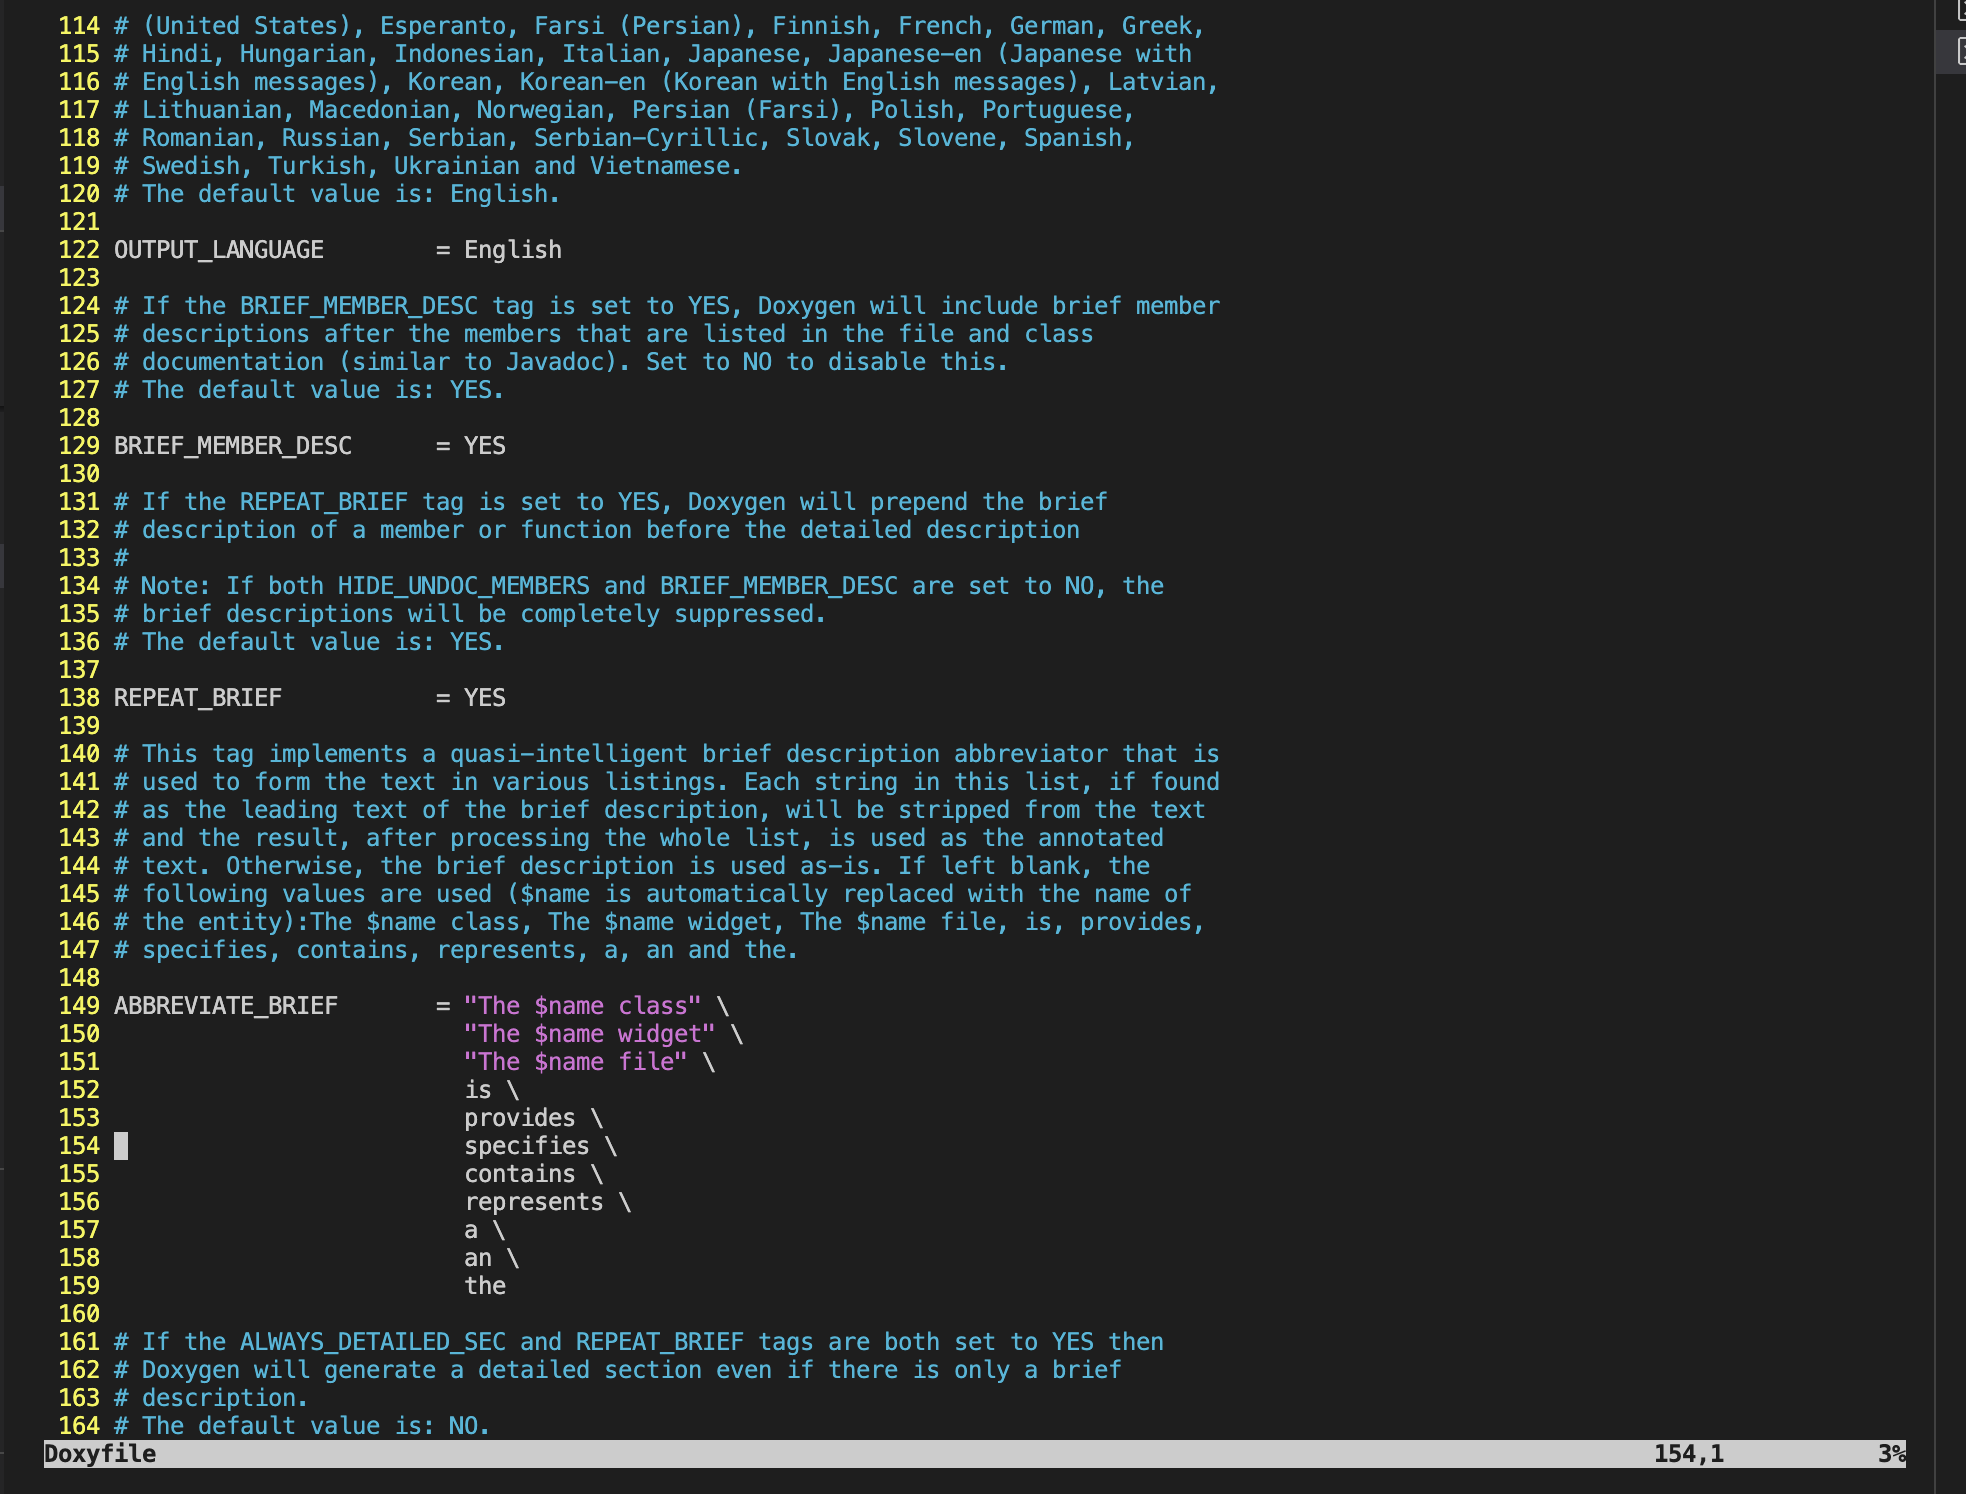 114 # (United States), Esperanto, Farsi (Persian), Finnish, French, German, Greek,
115 # Hindi, Hungarian, Indonesian, Italian, Japanese, Japanese-en (Japanese with
116 # English messages), Korean, Korean-en (Korean with English messages), Latvian,
117 # Lithuanian, Macedonian, Norwegian, Persian (Farsi), Polish, Portuguese,
118 # Romanian, Russian, Serbian, Serbian-Cyrillic, Slovak, Slovene, Spanish,
119 # Swedish, Turkish, Ukrainian and Vietnamese.
120 # The default value is: English.
121
122 OUTPUT_LANGUAGE        = English
123
124 # If the BRIEF_MEMBER_DESC tag is set to YES, Doxygen will include brief member
125 # descriptions after the members that are listed in the file and class
126 # documentation (similar to Javadoc). Set to NO to disable this.
127 # The default value is: YES.
128
129 BRIEF_MEMBER_DESC      = YES
130
131 # If the REPEAT_BRIEF tag is set to YES, Doxygen will prepend the brief
132 # description of a member or function before the detailed description
133 #
134 # Note: If both HIDE_UNDOC_MEMBERS and BRIEF_MEMBER_DESC are set to NO, the
135 # brief descriptions will be completely suppressed.
136 # The default value is: YES.
137
138 REPEAT_BRIEF           = YES
139
140 # This tag implements a quasi-intelligent brief description abbreviator that is
141 # used to form the text in various listings. Each string in this list, if found
142 # as the leading text of the brief description, will be stripped from the text
143 # and the result, after processing the whole list, is used as the annotated
144 # text. Otherwise, the brief description is used as-is. If left blank, the
145 # following values are used ($name is automatically replaced with the name of
146 # the entity):The $name class, The $name widget, The $name file, is, provides,
147 # specifies, contains, represents, a, an and the.
148
149 ABBREVIATE_BRIEF       = "The $name class" \
150                          "The $name widget" \
151                          "The $name file" \
152                          is \
153                          provides \
154                          specifies \
155                          contains \
156                          represents \
157                          a \
158                          an \
159                          the
160
161 # If the ALWAYS_DETAILED_SEC and REPEAT_BRIEF tags are both set to YES then
162 # Doxygen will generate a detailed section even if there is only a brief
163 # description.
164 # The default value is: NO.
Doxyfile 154,1 3%